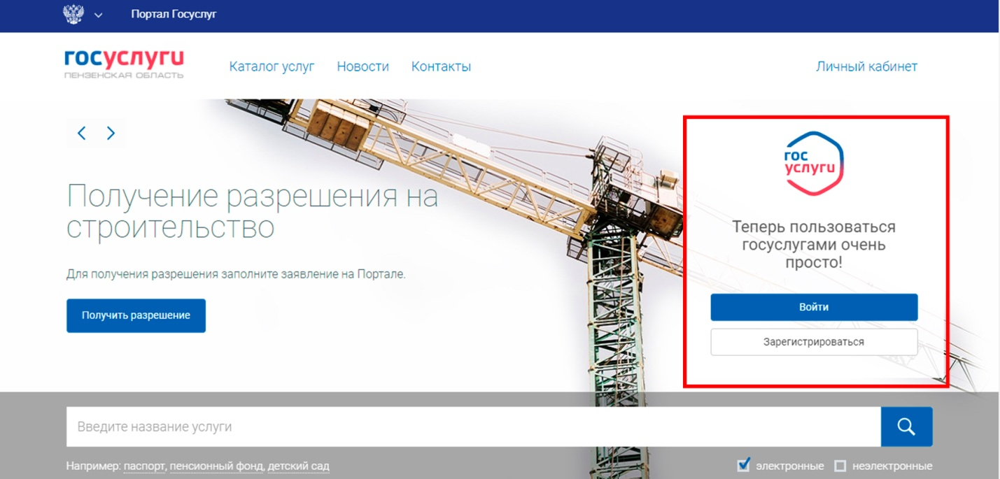 Портал Госуслуг
госуслуги
ПЕНЗЕНСКАЯ ОБЛАСТЬ
Каталог услуг
Новости
Контакты
Личный кабинет
Получение разрешения на
строительство
Для получения разрешения заполните заявление на Портале.
Получить разрешение
гос
услуги
Теперь пользоваться
госуслугами очень
просто!
Войти
Зарегистрироваться
Введите название услуги
Например: паспорт, пенсионный фонд, детский сад
электронные
неэлектронные